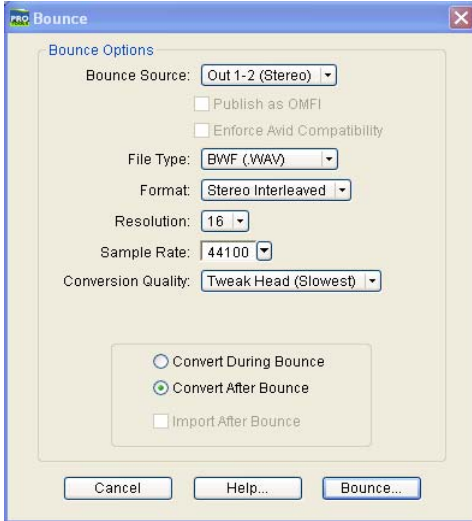 PRO Bounce
Bounce Options
Bounce Source: Out 1-2 (Stereo)
Publish as OMFI
Enforce Avid Compatibility
File Type: BWF (.WAV)
Format: Stereo Interleaved
Resolution: 16
Sample Rate: 44100
Conversion Quality: Tweak Head (Slowest)
Convert During Bounce
Convert After Bounce
Import After Bounce
Cancel Help... Bounce...